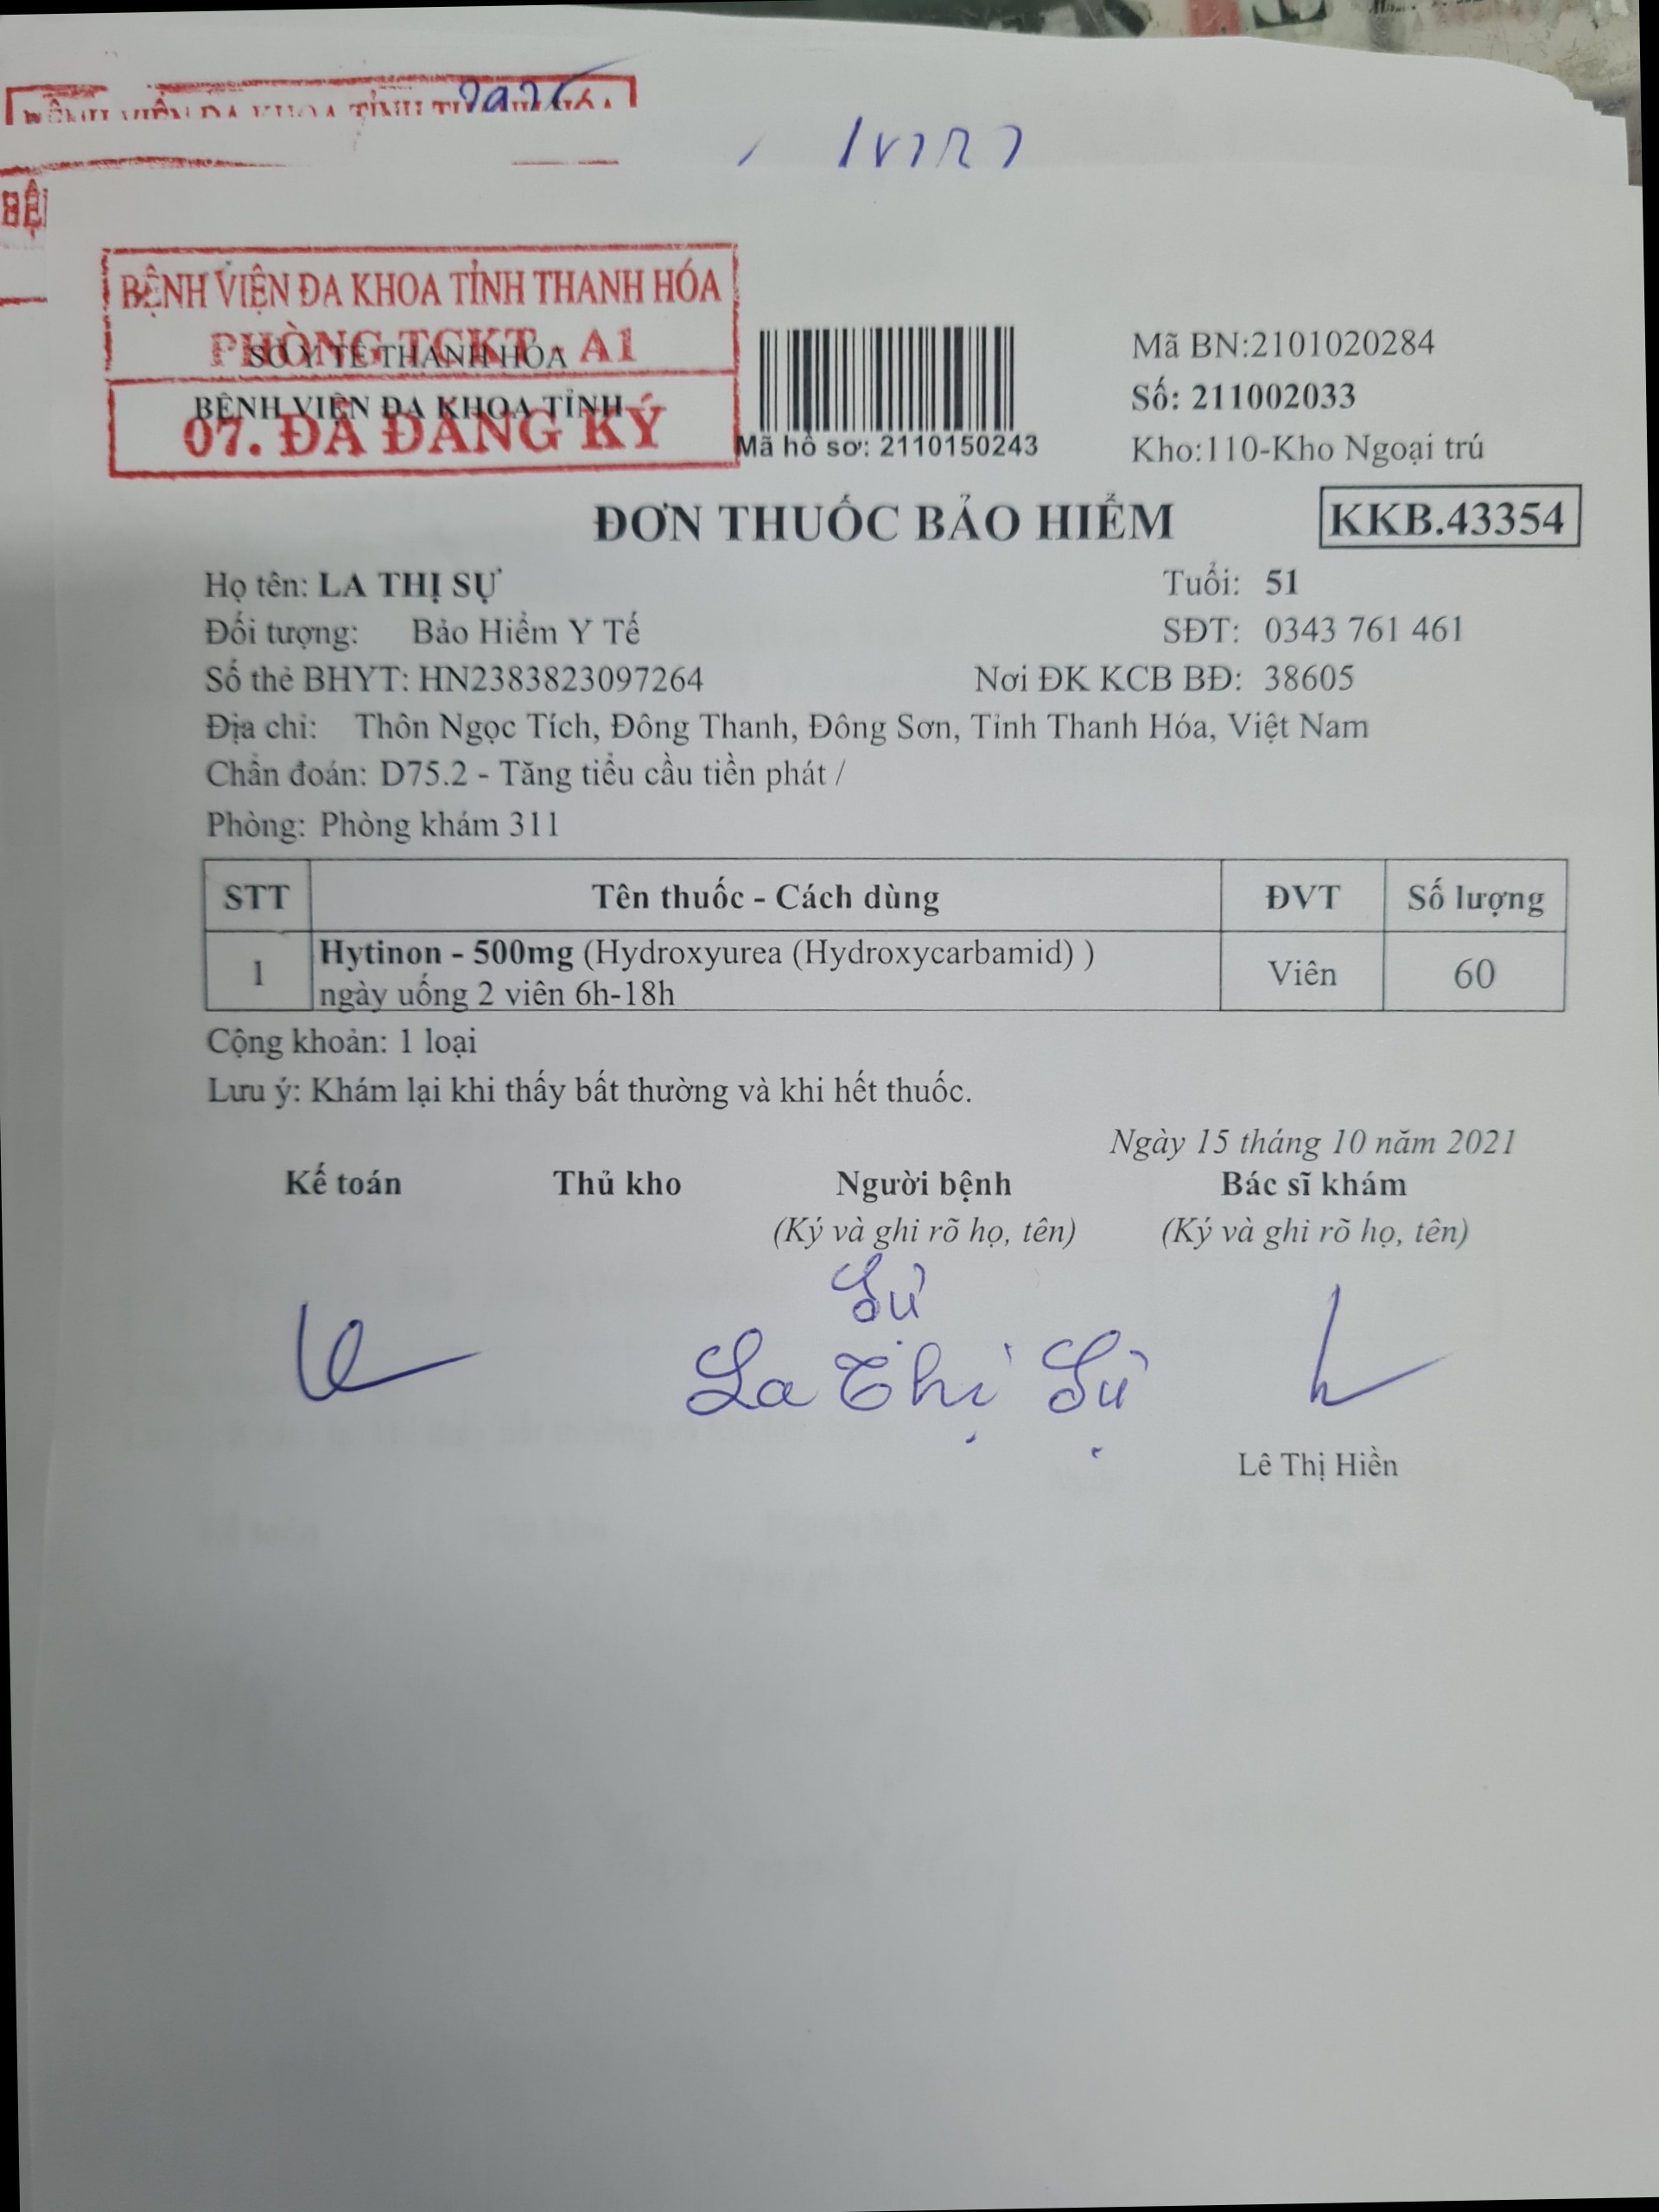 BỆNH VIỆN ĐA KHOA TỈNH THANH HÓA
PHÒNG TCKT - A1
SỞ Y TẾ THANH HÓA
BỆNH VIỆN ĐA KHOA TỈNH
07. ĐÃ ĐĂNG KÝ
Mã hồ sơ: 2110150243
Mã BN:2101020284
Số: 211002033
Kho:110-Kho Ngoại trú
ĐƠN THUỐC BẢO HIỂM
KKB.43354
Họ tên: LA THỊ SỰ
Tuổi: 51
Đối tượng: Bảo Hiểm Y Tế
SĐT: 0343 761 461
Số thẻ BHYT: HN2383823097264
Nơi ĐK KCB BĐ: 38605
Địa chỉ: Thôn Ngọc Tích, Đông Thanh, Đông Sơn, Tỉnh Thanh Hóa, Việt Nam
Chẩn đoán: D75.2 - Tăng tiểu cầu tiền phát /
Phòng: Phòng khám 311
STT Tên thuốc - Cách dùng ĐVT Số lượng
1 Hytinon - 500mg (Hydroxyurea (Hydroxycarbamid) ) Viên 60
ngày uống 2 viên 6h-18h
Cộng khoản: 1 loại
Lưu ý: Khám lại khi thấy bất thường và khi hết thuốc.
Ngày 15 tháng 10 năm 2021
Kế toán Thủ kho Người bệnh Bác sĩ khám
(Ký và ghi rõ họ, tên) (Ký và ghi rõ họ, tên)
La Thị Sự
Lê Thị Hiền